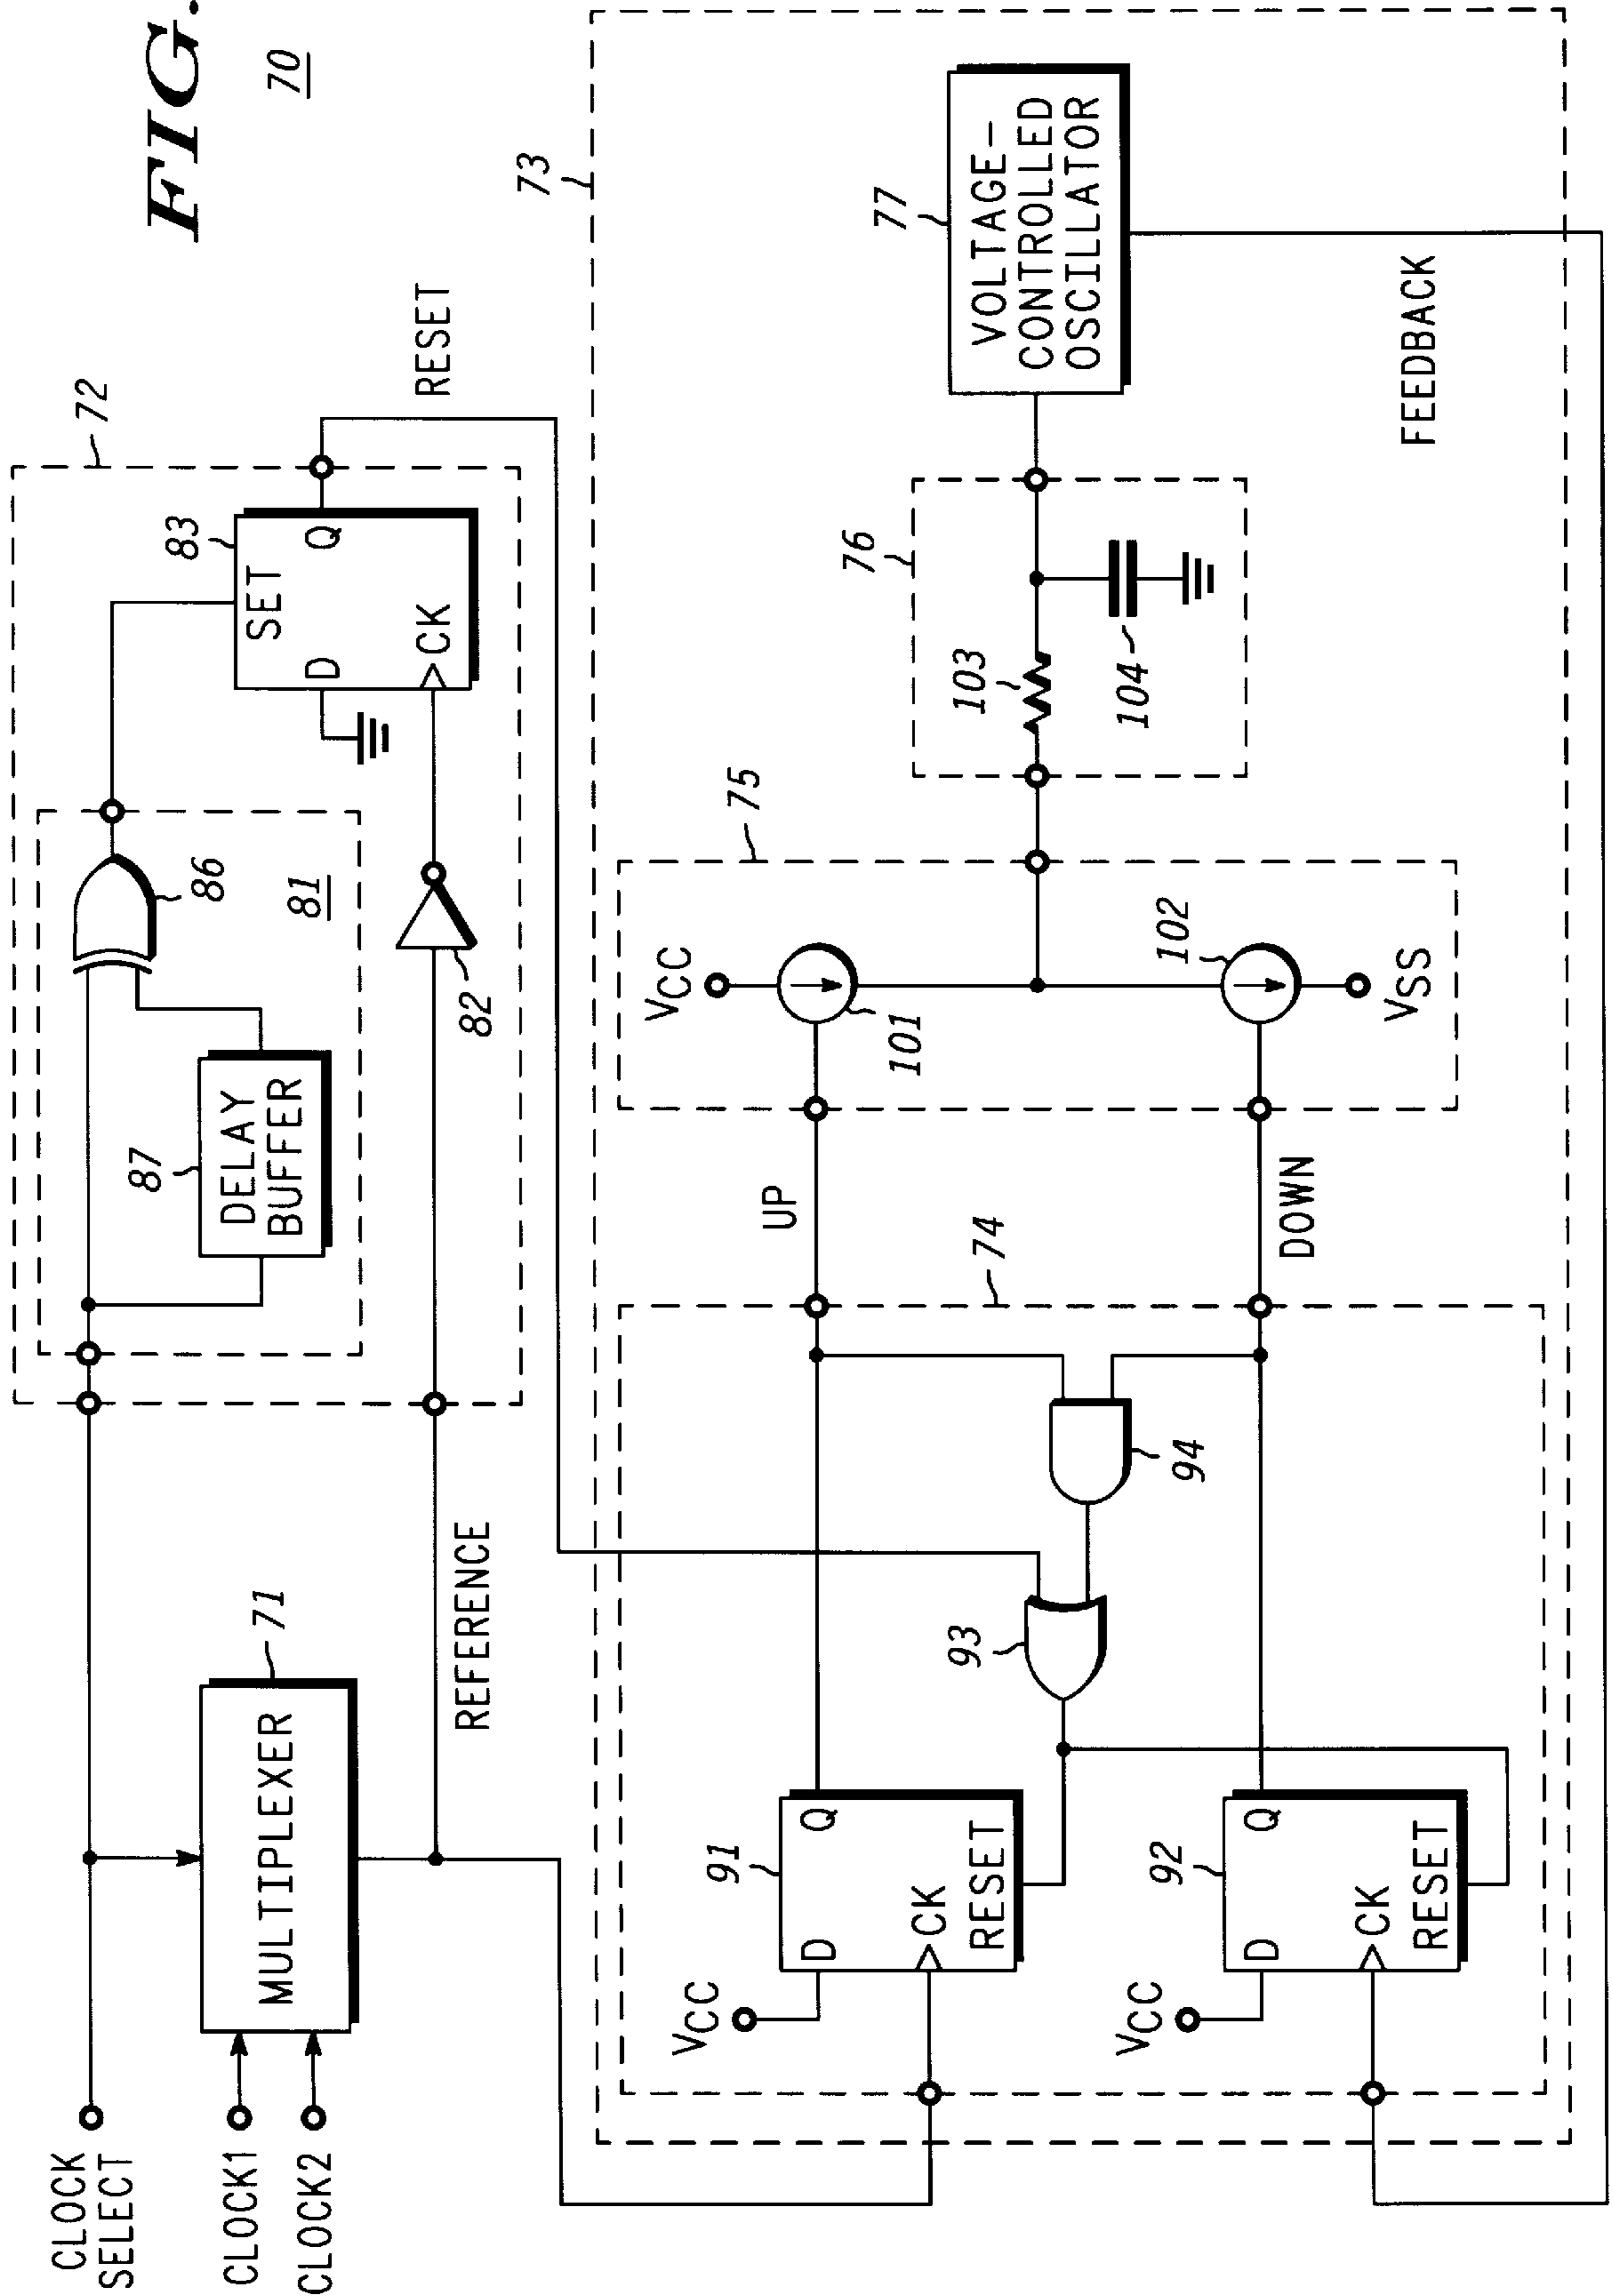 FIG.
70
CLOCK
SELECT
CLOCK1
CLOCK2
MULTIPLEXER
71
REFERENCE
72
81
87
DELAY
BUFFER
86
82
83
SET
D
Q
CK
RESET
73
74
91
VCC
D
Q
CK
RESET
92
VCC
D
Q
CK
RESET
93
94
UP
DOWN
75
VCC
101
102
VSS
76
103
104
77
VOLTAGE-
CONTROLLED
OSCILLATOR
FEEDBACK